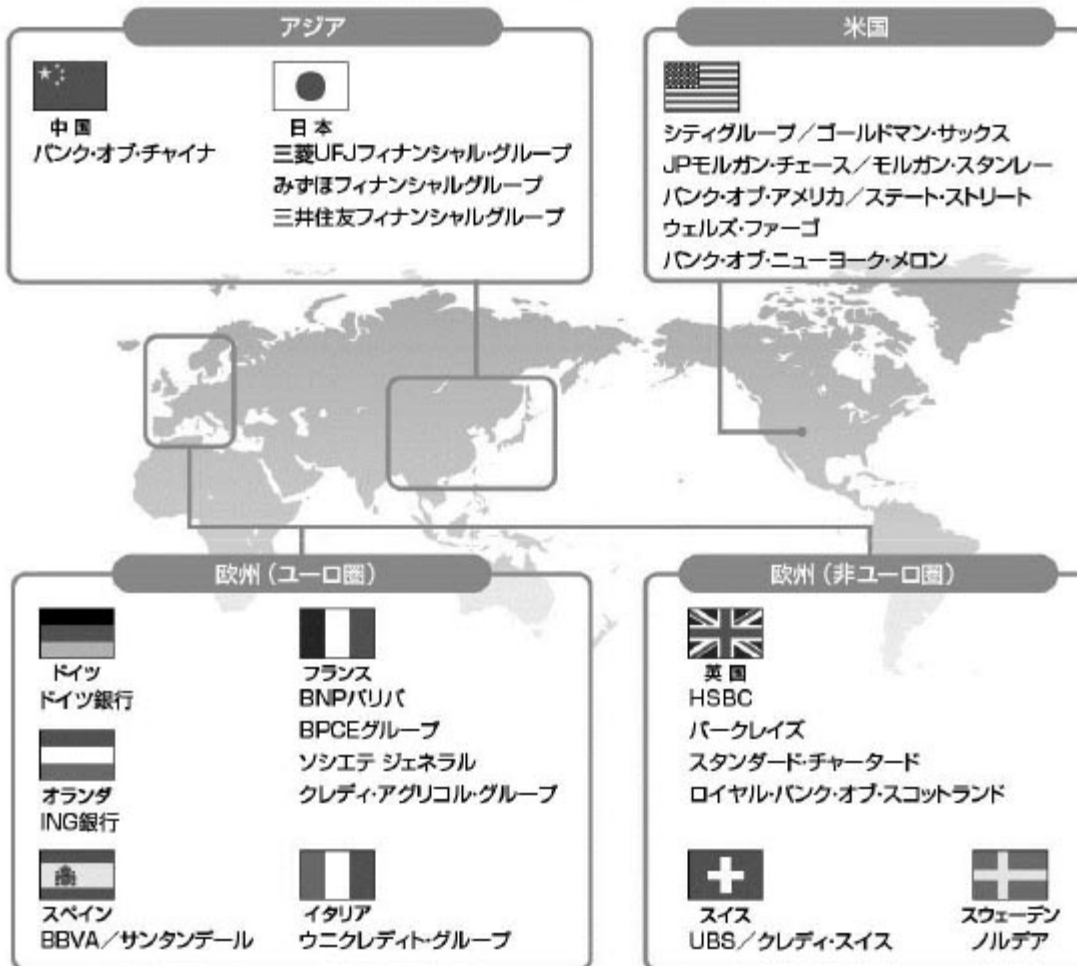 アジア
中国
バンク・オブ・チャイナ
日本
三菱UFJフィナンシャル・グループ
みずほフィナンシャルグループ
三井住友フィナンシャルグループ
米国
シティグループ／ゴールドマン・サックス
JPモルガン・チェース／モルガン・スタンレー
バンク・オブ・アメリカ／ステート・ストリート
ウェルズ・ファーゴ
バンク・オブ・ニューヨーク・メロン
欧州（ユーロ圏）
ドイツ
ドイツ銀行
オランダ
ING銀行
スペイン
BBVA／サンタンデール
フランス
BNPパリバ
BPCEグループ
ソシエテ ジェネラル
クレディ・アグリコル・グループ
イタリア
ウニクレディト・グループ
欧州（非ユーロ圏）
英国
HSBC
バークレイズ
スタンダード・チャータード
ロイヤル・バンク・オブ・スコットランド
スイス
UBS／クレディ・スイス
スウェーデン
ノルデア